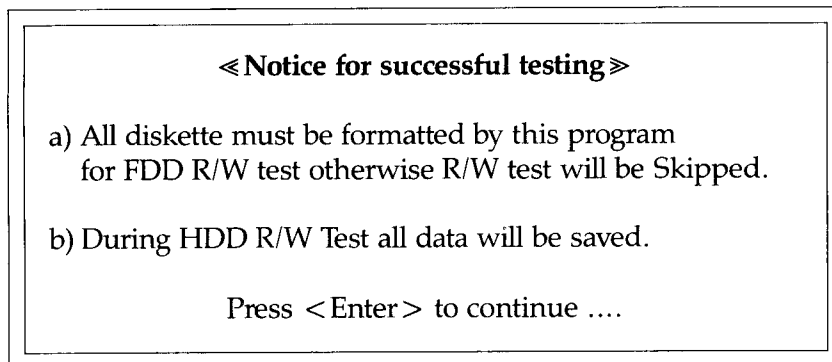 ≪Notice for successful testing≫
a) All diskette must be formatted by this program
for FDD R/W test otherwise R/W test will be Skipped.
b) During HDD R/W Test all data will be saved.
Press <Enter> to continue ....